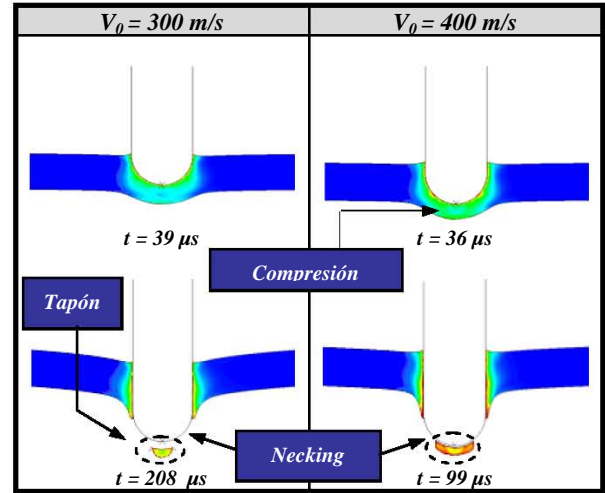 V0 = 300 m/s
V0 = 400 m/s
t = 39 μs
t = 36 μs
Compresión
Tapón
Necking
t = 208 μs
t = 99 μs